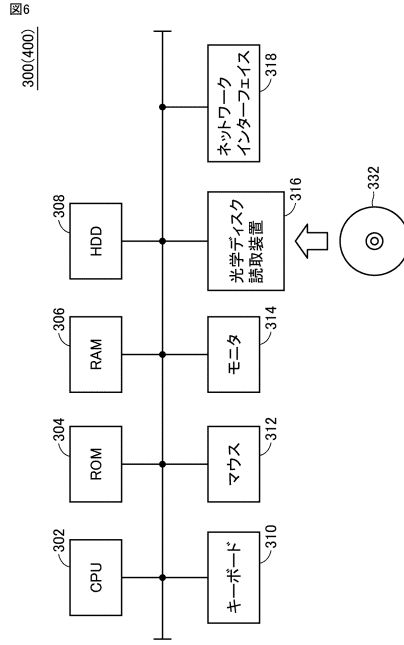 図6
300(400)
302
CPU
304
ROM
306
RAM
308
HDD
キーボード
310
マウス
312
モニタ
314
光学ディスク
読取装置
316
ネットワーク
インターフェイス
318
332